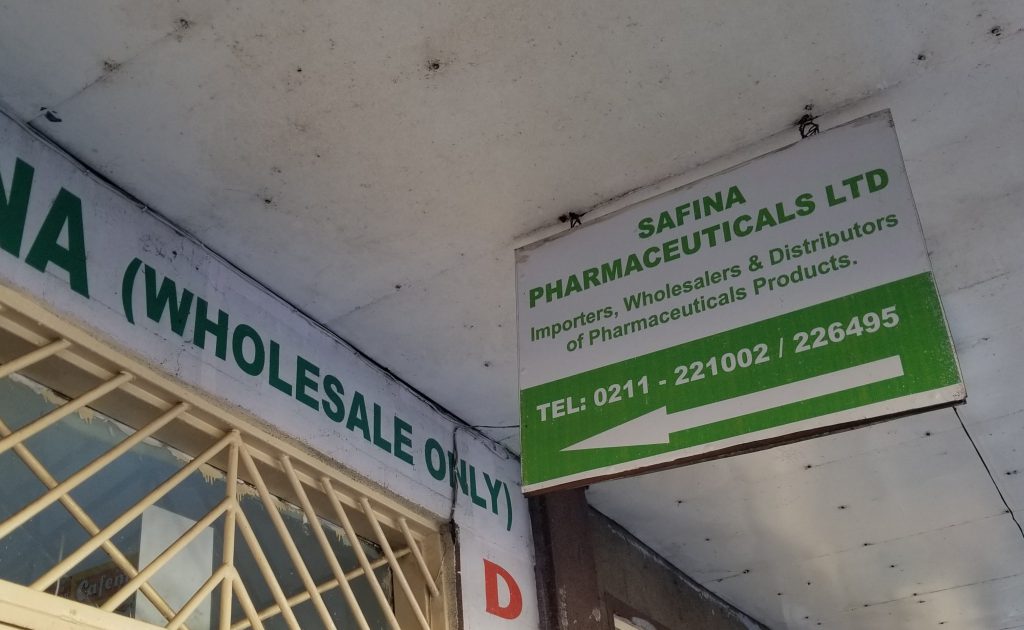 NA (WHOLESALE ONLY)
D
SAFINA
PHARMACEUTICALS LTD
Importers, Wholesalers & Distributors
of Pharmaceuticals Products.
TEL: 0211 - 221002 / 226495